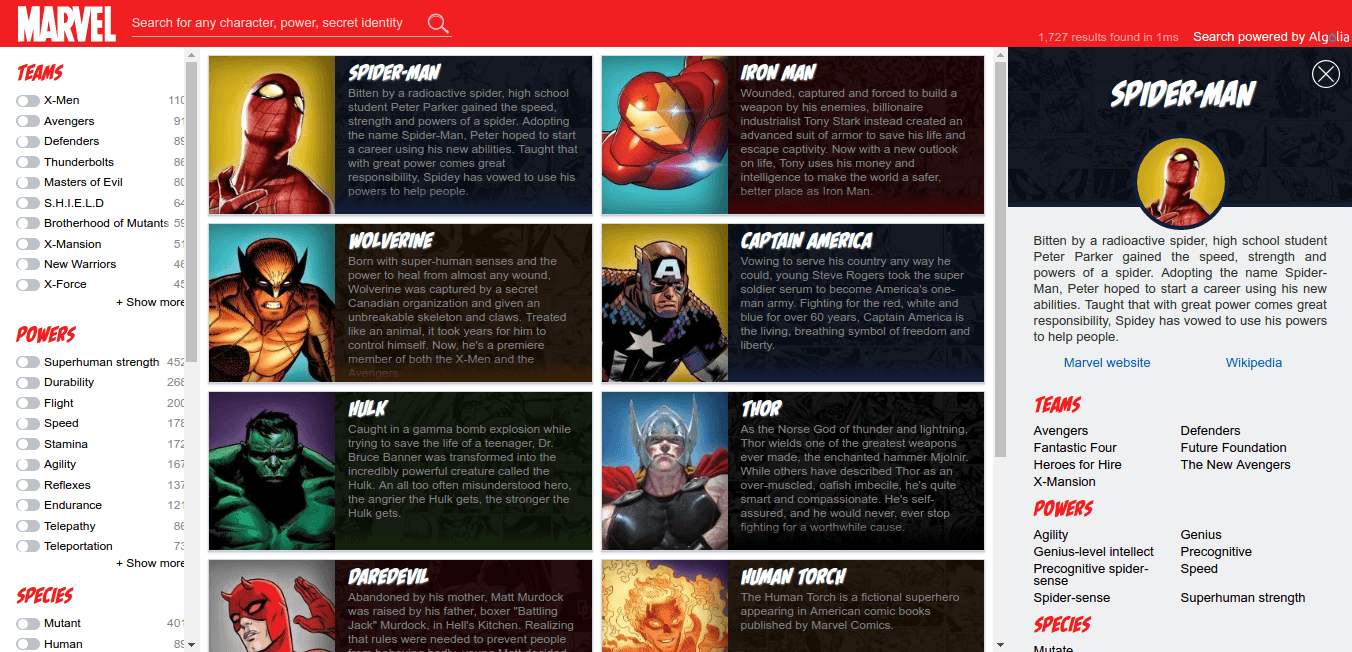 MARVEL
Search for any character, power, secret identity
1,727 results found in 1ms
Search powered by Algolia
TEAMS
X-Men 110
Avengers 91
Defenders 89
Thunderbolts 86
Masters of Evil 80
S.H.I.E.L.D 64
Brotherhood of Mutants 59
X-Mansion 51
New Warriors 46
X-Force 45
+ Show more
POWERS
Superhuman strength 452
Durability 268
Flight 200
Speed 178
Stamina 172
Agility 167
Reflexes 137
Endurance 121
Telepathy 86
Teleportation 73
+ Show more
SPECIES
Mutant 401
Human 89
SPIDER-MAN
Bitten by a radioactive spider, high school
student Peter Parker gained the speed,
strength and powers of a spider. Adopting
the name Spider-Man, Peter hoped to start
a career using his new abilities. Taught that
with great power comes great
responsibility, Spidey has vowed to use his
powers to help people.
IRON MAN
Wounded, captured and forced to build a
weapon by his enemies, billionaire
industrialist Tony Stark instead created an
advanced suit of armor to save his life and
escape captivity. Now with a new outlook
on life, Tony uses his money and
intelligence to make the world a safer,
better place as Iron Man.
WOLVERINE
Born with super-human senses and the
power to heal from almost any wound,
Wolverine was captured by a secret
Canadian organization and given an
unbreakable skeleton and claws. Treated
like an animal, it took years for him to
control himself. Now, he's a premiere
member of both the X-Men and the
Avengers.
CAPTAIN AMERICA
Vowing to serve his country any way he
could, young Steve Rogers took the super
soldier serum to become America's one-
man army. Fighting for the red, white and
blue for over 60 years, Captain America is
the living, breathing symbol of freedom and
liberty.
HULK
Caught in a gamma bomb explosion while
trying to save the life of a teenager, Dr.
Bruce Banner was transformed into the
incredibly powerful creature called the
Hulk. An all too often misunderstood hero,
the angrier the Hulk gets, the stronger the
Hulk gets.
THOR
As the Norse God of thunder and lightning,
Thor wields one of the greatest weapons
ever made, the enchanted hammer Mjolnir.
While others have described Thor as an
over-muscled, oafish imbecile, he's quite
smart and compassionate. He's self-
assured, and he would never, ever stop
fighting for a worthwhile cause.
DAREDEVIL
Abandoned by his mother, Matt Murdock
was raised by his father, boxer "Battling
Jack" Murdock, in Hell's Kitchen. Realizing
that rules were needed to prevent people
from behaving badly, young Matt decided
HUMAN TORCH
The Human Torch is a fictional superhero
appearing in American comic books
published by Marvel Comics.
SPIDER-MAN
Bitten by a radioactive spider, high school student
Peter Parker gained the speed, strength and
powers of a spider. Adopting the name Spider-
Man, Peter hoped to start a career using his new
abilities. Taught that with great power comes great
responsibility, Spidey has vowed to use his powers
to help people.
Marvel website Wikipedia
TEAMS
Avengers Defenders
Fantastic Four Future Foundation
Heroes for Hire The New Avengers
X-Mansion
POWERS
Agility Genius
Genius-level intellect Precognitive
Precognitive spider- Speed
sense
Spider-sense Superhuman strength
SPECIES
Mutate